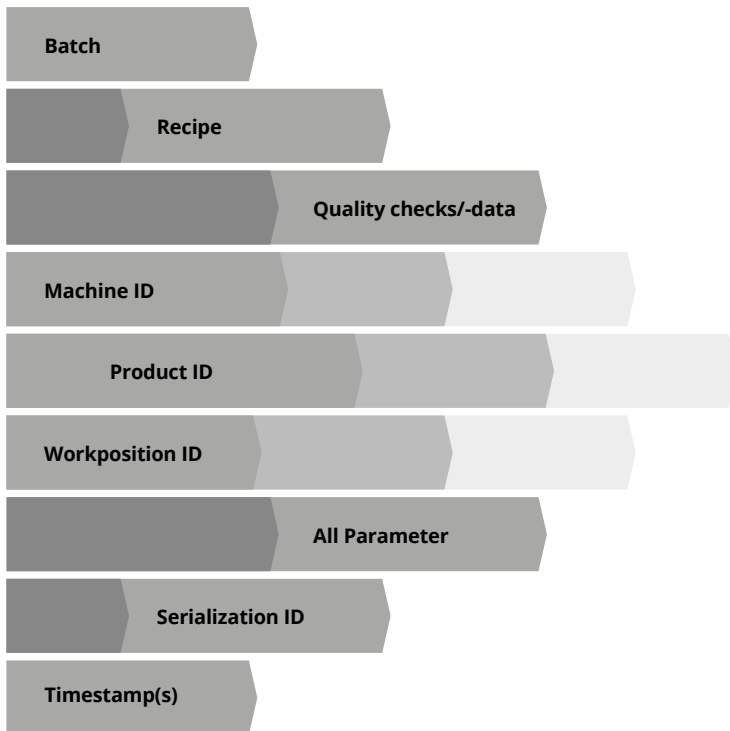 Batch
Recipe
Quality checks/-data
Machine ID
Product ID
Workposition ID
All Parameter
Serialization ID
Timestamp(s)